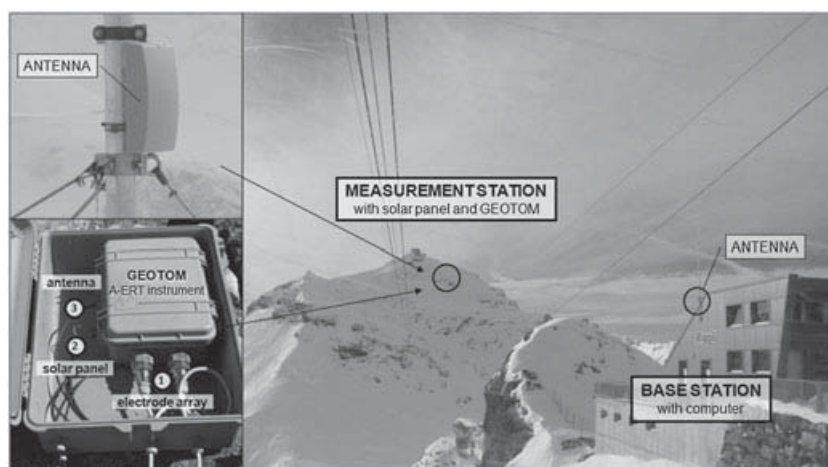 ANTENNA
MEASUREMENT STATION
with solar panel and GEOTOM
ANTENNA
GEOTOM
A-ERT instrument
antenna
3
2
solar panel
1
electrode array
BASE STATION
with computer